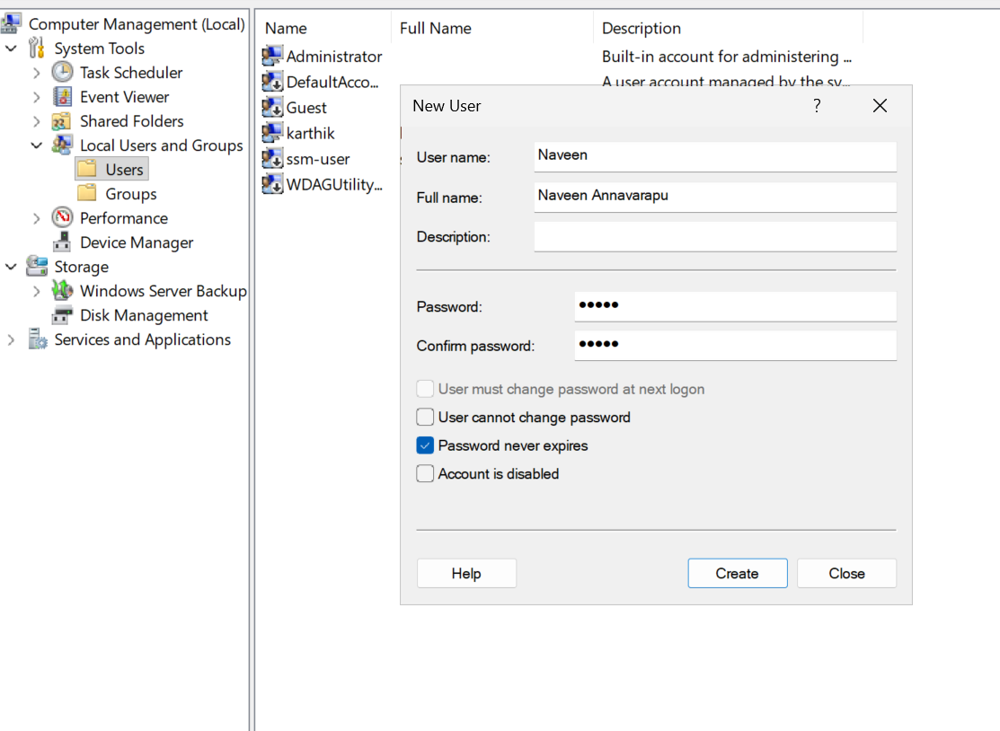 Computer Management (Local)
System Tools
Task Scheduler
Event Viewer
Shared Folders
Local Users and Groups
Users
Groups
Performance
Device Manager
Storage
Windows Server Backup
Disk Management
Services and Applications
Name Full Name Description
Administrator Built-in account for administering ...
DefaultAcco... A user account managed by the sy...
Guest
karthik
ssm-user
WDAGUtility...
New User ?
User name: Naveen
Full name: Naveen Annavarapu
Description:
Password: •••••
Confirm password: •••••
User must change password at next logon
User cannot change password
Password never expires
Account is disabled
Help Create Close